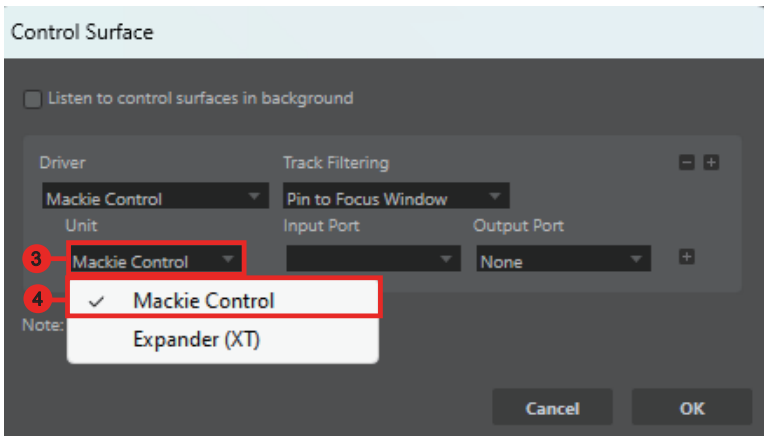 Control Surface
Listen to control surfaces in background
Driver Track Filtering
Mackie Control Pin to Focus Window
Unit Input Port Output Port
3 Mackie Control None
4 Mackie Control
Note:
Expander (XT)
Cancel OK